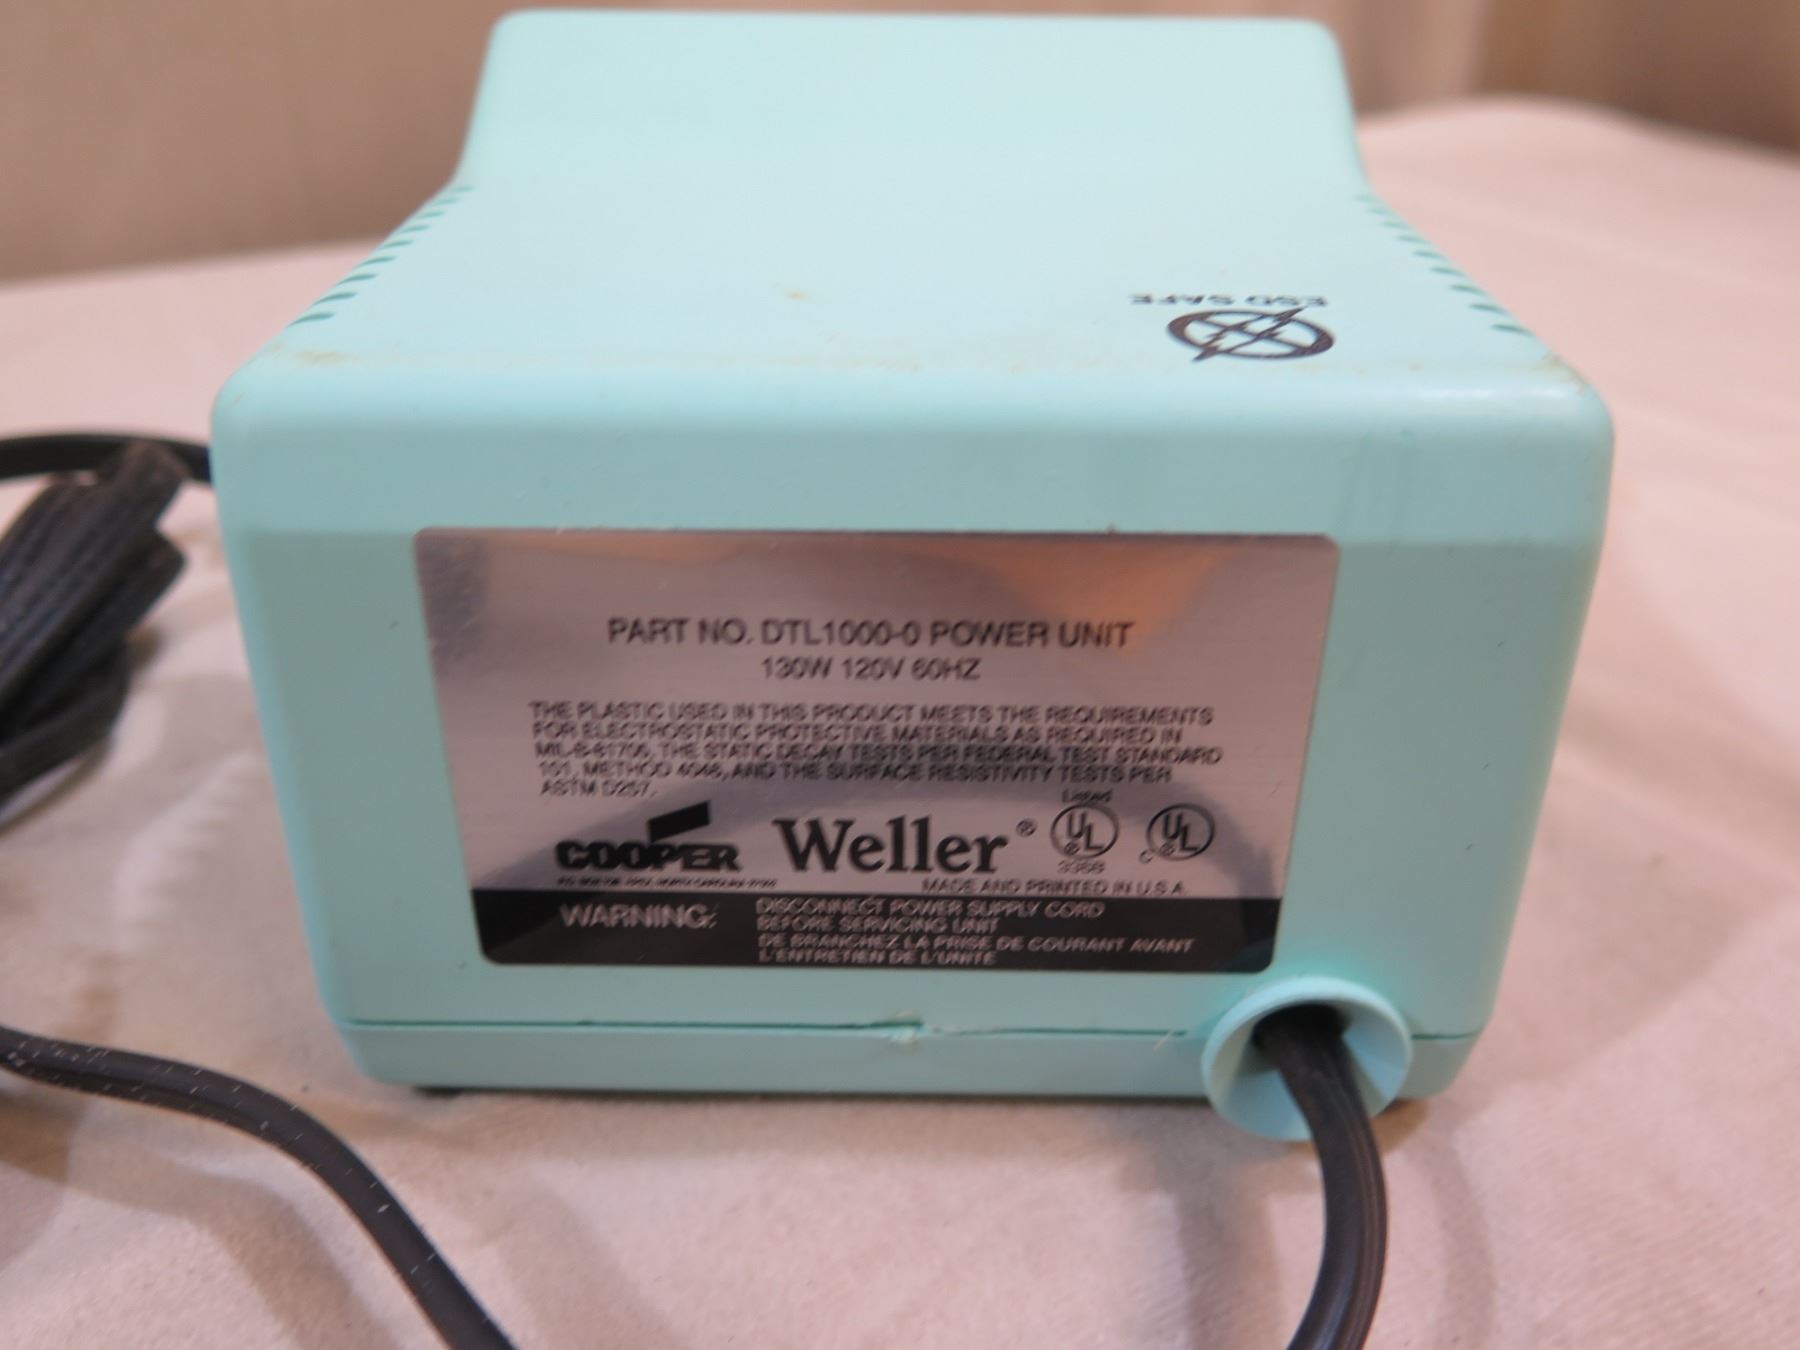 ESD SAFE
PART NO. DTL1000-0 POWER UNIT
130W 120V 60HZ
THE PLASTIC USED IN THIS PRODUCT MEETS THE REQUIREMENTS
FOR ELECTROSTATIC PROTECTIVE MATERIALS AS REQUIRED IN
MIL-B-81705, THE STATIC DECAY TESTS PER FEDERAL TEST STANDARD
101, METHOD 4046, AND THE SURFACE RESISTIVITY TESTS PER
ASTM D257.
COOPER Weller® Listed UL® 3388 C UL®
MADE AND PRINTED IN U.S.A.
WARNING: DISCONNECT POWER SUPPLY CORD
BEFORE SERVICING UNIT
DE BRANCHEZ LA PRISE DE COURANT AVANT
L'ENTRETIEN DE L'UNITE